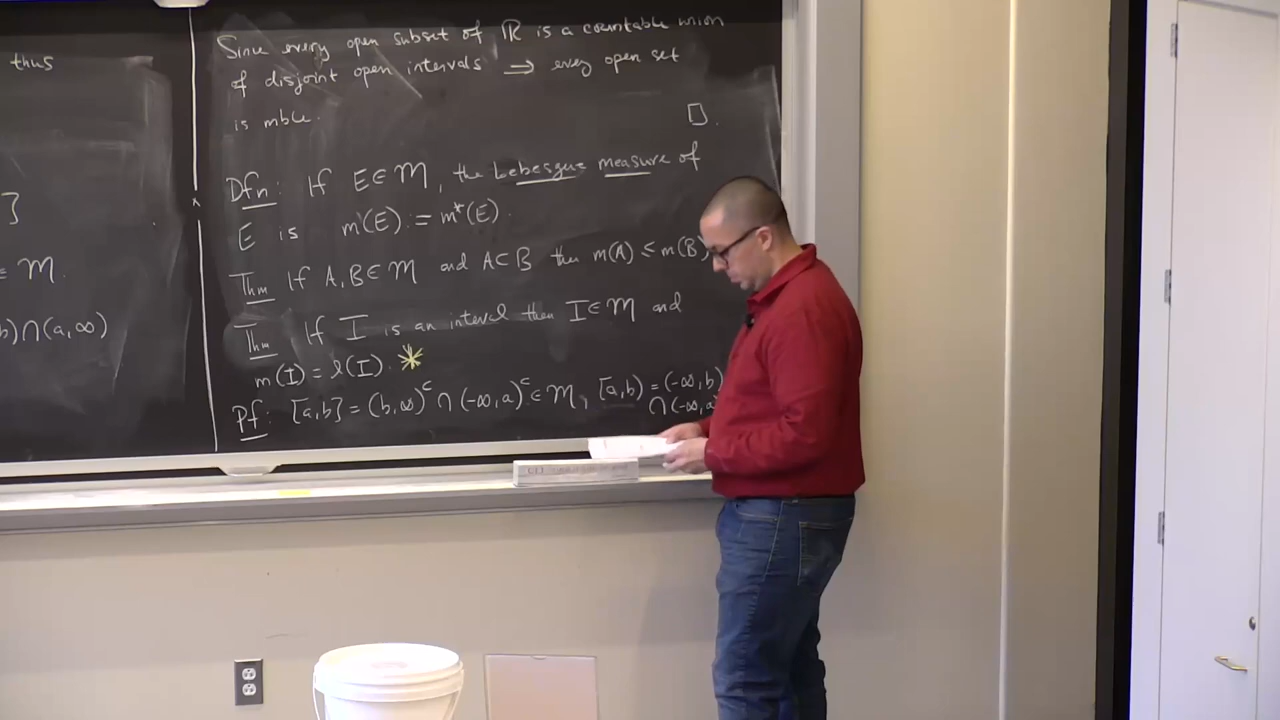 thus
]
∈ M.
b) ∩ (a, ∞)
Since every open subset of ℝ is a countable union
of disjoint open intervals ⇒ every open set
is mble. □.
Dfn: If E ∈ M, the Lebesgue measure of
E is m(E) := m*(E).
Thm If A, B ∈ M and A ⊂ B then m(A) ≤ m(B)
Thm If I is an interval then I ∈ M and
m(I) = l(I).
Pf: [a,b] = (b,∞)^c ∩ (-∞,a)^c ∈ M, [a,b) = (-∞,b)
∩ (-∞,a